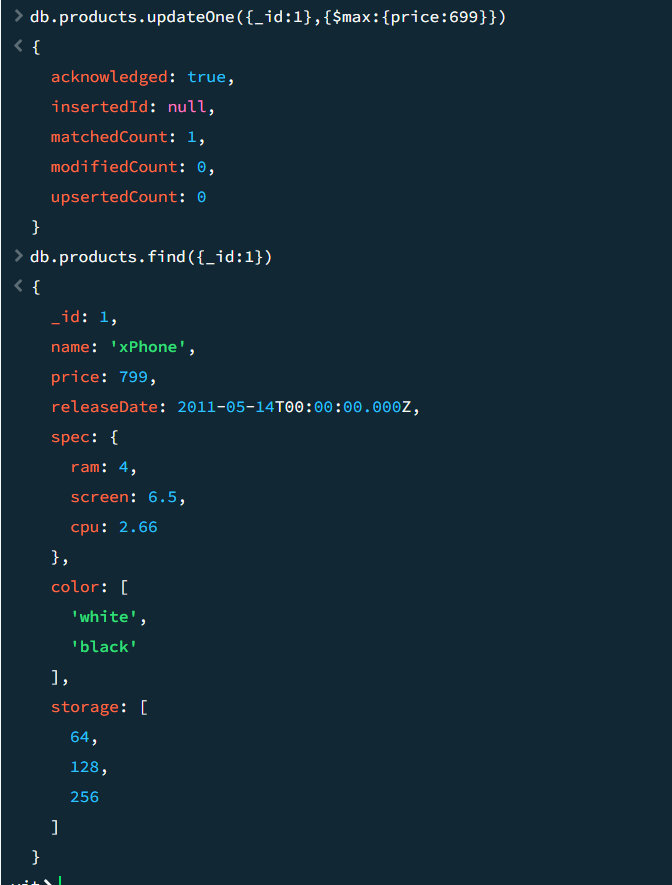 > db.products.updateOne({_id:1},{$max:{price:699}})
< {
acknowledged: true,
insertedId: null,
matchedCount: 1,
modifiedCount: 0,
upsertedCount: 0
}
> db.products.find({_id:1})
< {
_id: 1,
name: 'xPhone',
price: 799,
releaseDate: 2011-05-14T00:00:00.000Z,
spec: {
ram: 4,
screen: 6.5,
cpu: 2.66
},
color: [
'white',
'black'
],
storage: [
64,
128,
256
]
}